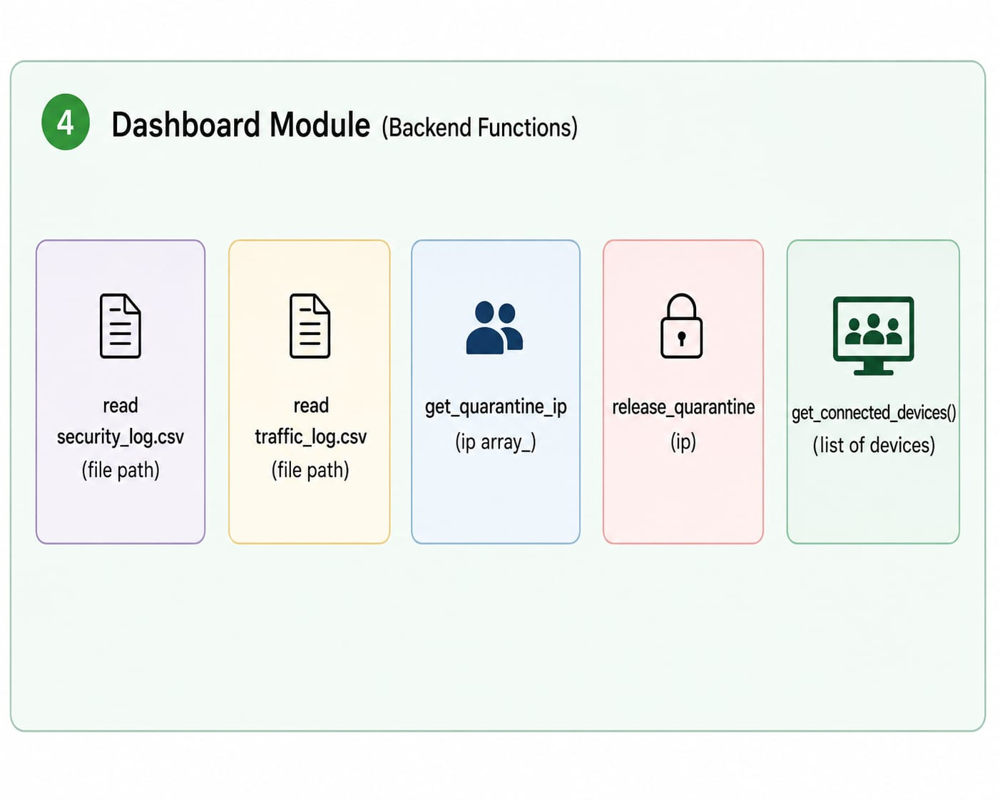 4 Dashboard Module (Backend Functions)
read
security_log.csv
(file path)
read
traffic_log.csv
(file path)
get_quarantine_ip
(ip array_)
release_quarantine
(ip)
get_connected_devices()
(list of devices)